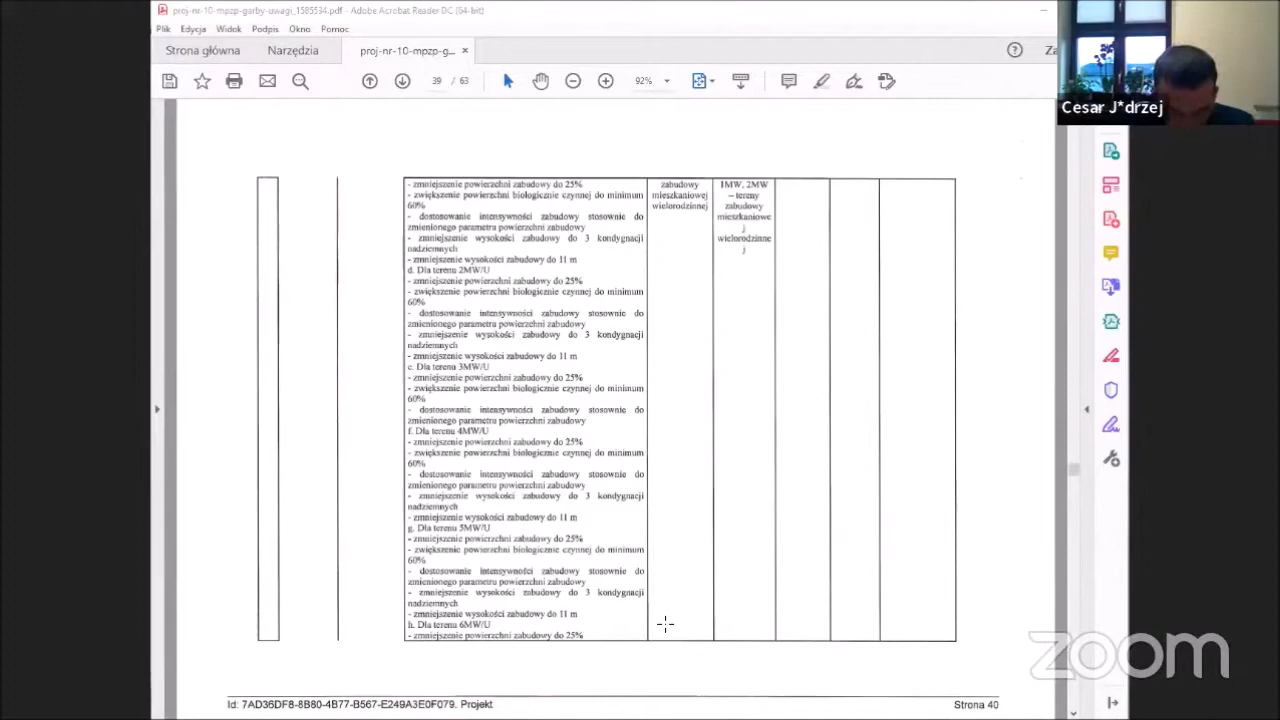 proj-nr-10-mpzp-garby-uwagi_1585534.pdf - Adobe Acrobat Reader DC (64-bit)
Plik Edycja Widok Podpis Okno Pomoc
Strona główna Narzędzia proj-nr-10-mpzp-g... × Za
39 / 63 92%
Cesar J*drzej
- zmniejszenie powierzchni zabudowy do 25%
- zwiększenie powierzchni biologicznie czynnej do minimum
60%
- dostosowanie intensywności zabudowy stosownie do
zmienionego parametru powierzchni zabudowy
- zmniejszenie wysokości zabudowy do 3 kondygnacji
nadziemnych
- zmniejszenie wysokości zabudowy do 11 m
d. Dla terenu 2MW/U
- zmniejszenie powierzchni zabudowy do 25%
- zwiększenie powierzchni biologicznie czynnej do minimum
60%
- dostosowanie intensywności zabudowy stosownie do
zmienionego parametru powierzchni zabudowy
- zmniejszenie wysokości zabudowy do 3 kondygnacji
nadziemnych
- zmniejszenie wysokości zabudowy do 11 m
e. Dla terenu 3MW/U
- zmniejszenie powierzchni zabudowy do 25%
- zwiększenie powierzchni biologicznie czynnej do minimum
60%
- dostosowanie intensywności zabudowy stosownie do
zmienionego parametru powierzchni zabudowy
f. Dla terenu 4MW/U
- zmniejszenie powierzchni zabudowy do 25%
- zwiększenie powierzchni biologicznie czynnej do minimum
60%
- dostosowanie intensywności zabudowy stosownie do
zmienionego parametru powierzchni zabudowy
- zmniejszenie wysokości zabudowy do 3 kondygnacji
nadziemnych
- zmniejszenie wysokości zabudowy do 11 m
g. Dla terenu 5MW/U
- zmniejszenie powierzchni zabudowy do 25%
- zwiększenie powierzchni biologicznie czynnej do minimum
60%
- dostosowanie intensywności zabudowy stosownie do
zmienionego parametru powierzchni zabudowy
- zmniejszenie wysokości zabudowy do 3 kondygnacji
nadziemnych
- zmniejszenie wysokości zabudowy do 11 m
h. Dla terenu 6MW/U
- zmniejszenie powierzchni zabudowy do 25%
zabudowy
mieszkaniowej
wielorodzinnej
1MW, 2MW
– tereny
zabudowy
mieszkaniowe
j
wielorodzinne
j
Id: 7AD36DF8-8B80-4B77-B567-E249A3E0F079. Projekt Strona 40
zoom